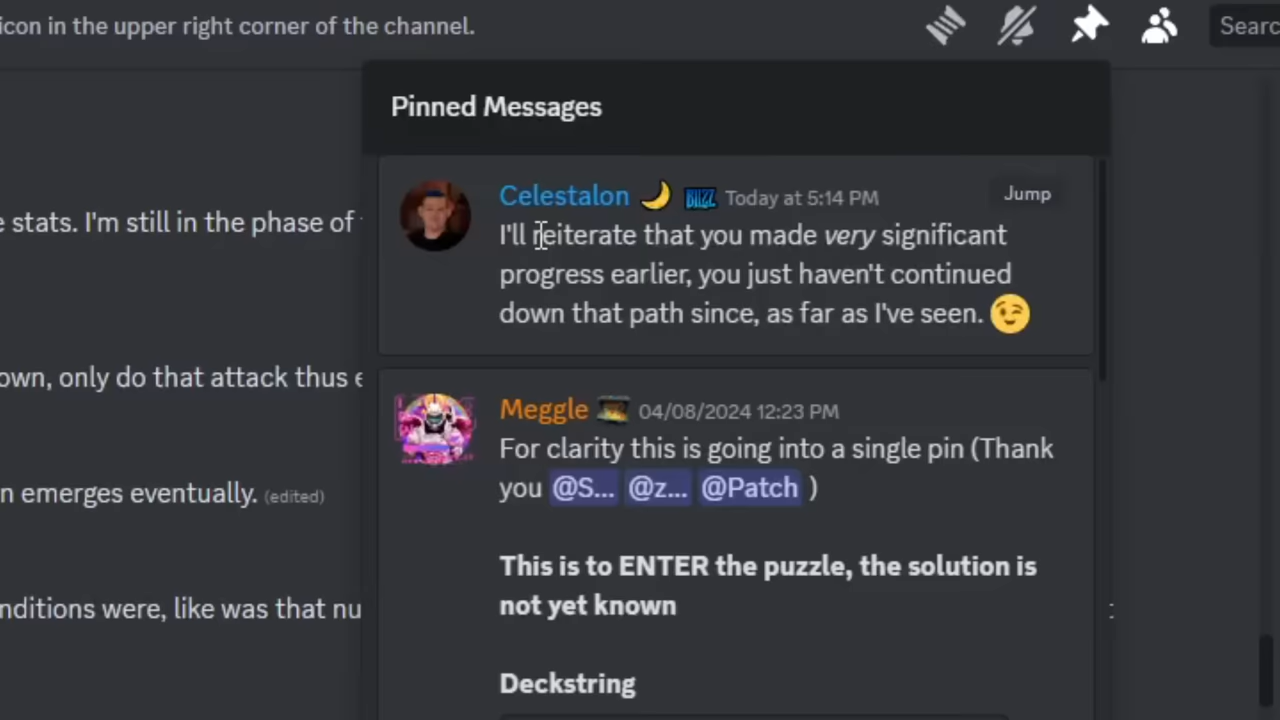 icon in the upper right corner of the channel.
Searc
Pinned Messages
Celestalon BLIZZ Today at 5:14 PM
Jump
I'll reiterate that you made very significant
progress earlier, you just haven't continued
down that path since, as far as I've seen. 😉
e stats. I'm still in the phase of
own, only do that attack thus e
Meggle 04/08/2024 12:23 PM
For clarity this is going into a single pin (Thank
you @S... @z... @Patch )
n emerges eventually. (edited)
This is to ENTER the puzzle, the solution is
not yet known
nditions were, like was that nu
Deckstring